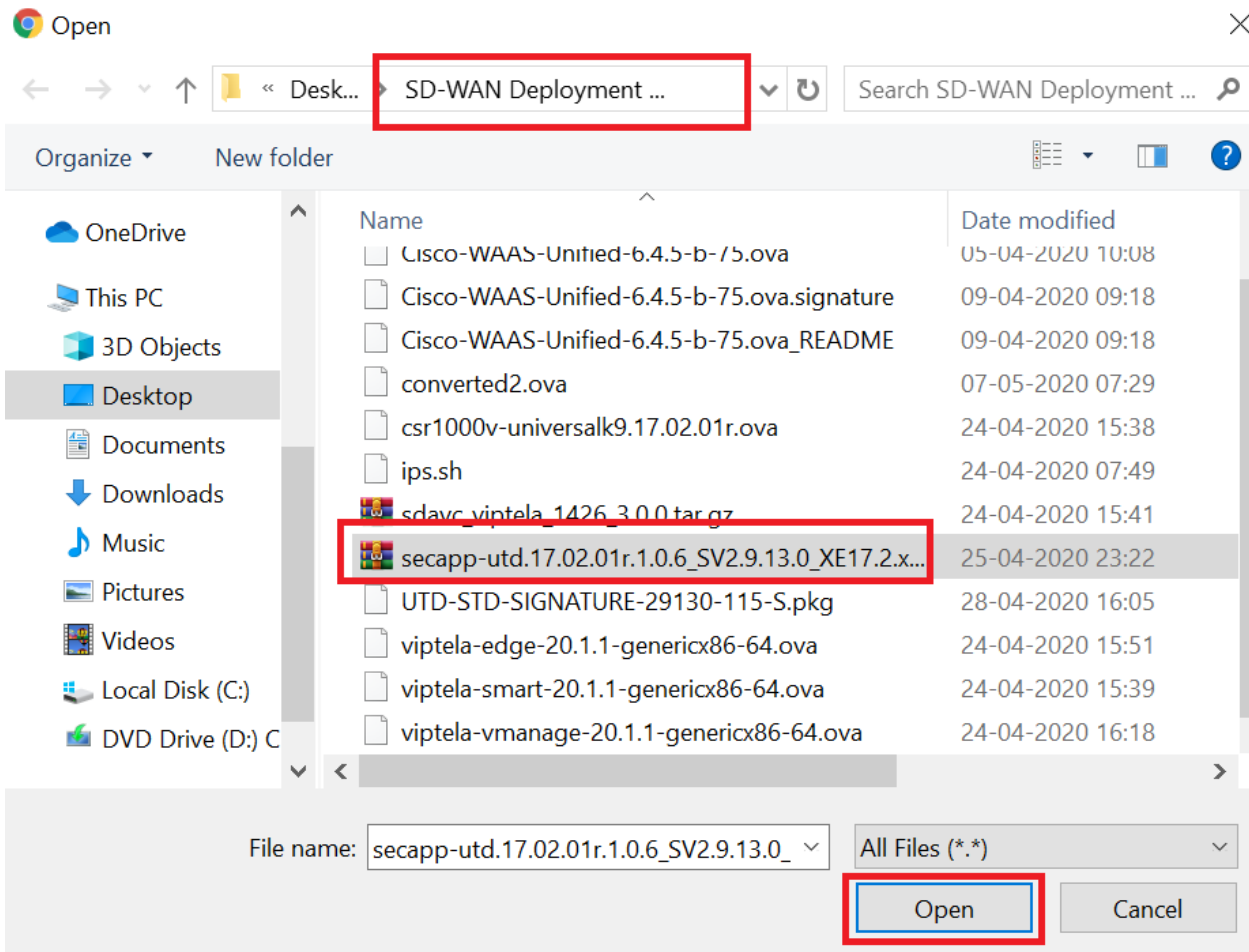 Open
« Desk... SD-WAN Deployment ... Search SD-WAN Deployment ...
Organize New folder ?
Name Date modified
OneDrive
This PC
3D Objects
Desktop
Documents
Downloads
Music
Pictures
Videos
Local Disk (C:)
DVD Drive (D:) C
Cisco-WAAS-Unified-6.4.5-b-75.ova 05-04-2020 10:08
Cisco-WAAS-Unified-6.4.5-b-75.ova.signature 09-04-2020 09:18
Cisco-WAAS-Unified-6.4.5-b-75.ova_README 09-04-2020 09:18
converted2.ova 07-05-2020 07:29
csr1000v-universalk9.17.02.01r.ova 24-04-2020 15:38
ips.sh 24-04-2020 07:49
sdavc_viptela_1426_3.0.0.tar.gz 24-04-2020 15:41
secapp-utd.17.02.01r.1.0.6_SV2.9.13.0_XE17.2.x... 25-04-2020 23:22
UTD-STD-SIGNATURE-29130-115-S.pkg 28-04-2020 16:05
viptela-edge-20.1.1-genericx86-64.ova 24-04-2020 15:51
viptela-smart-20.1.1-genericx86-64.ova 24-04-2020 15:39
viptela-vmanage-20.1.1-genericx86-64.ova 24-04-2020 16:18
File name: secapp-utd.17.02.01r.1.0.6_SV2.9.13.0_ All Files (*.*)
Open Cancel